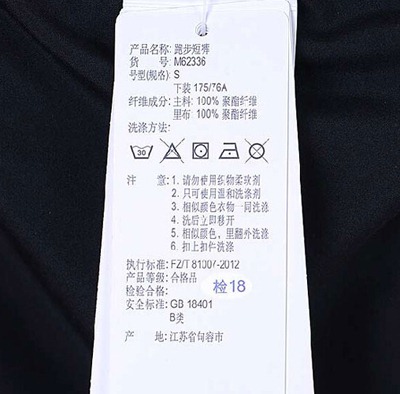 产品名称: 跑步短裤
货 号: M62336
号型(规格): S
下装 175/76A
纤维成分: 主料: 100% 聚酯纤维
里布: 100% 聚酯纤维
洗涤方法:
30
注 意: 1. 请勿使用织物柔软剂
2. 只可使用温和洗涤剂
3. 相似颜色衣物一同洗涤
4. 洗后立即移开
5. 相似颜色, 里翻外洗涤
6. 扣上扣件洗涤
执行标准: FZ/T 81007-2012
产品等级: 合格品
检验合格: 检18
安全标准: GB 18401
B类
产 地: 江苏省句容市